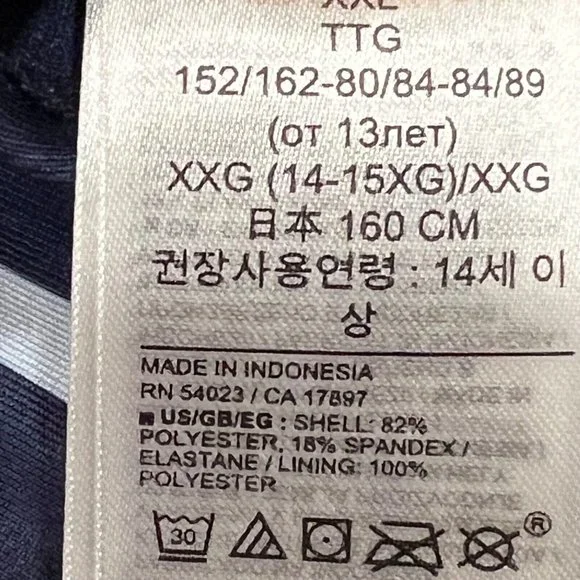 XXL
TTG
152/162-80/84-84/89
(от 13лет)
XXG (14-15XG)/XXG
日本 160 CM
권장사용연령 : 14세 이
상
MADE IN INDONESIA
RN 54023 / CA 17897
US/GB/EG : SHELL: 82%
POLYESTER, 18% SPANDEX /
ELASTANE / LINING: 100%
POLYESTER
30 ®